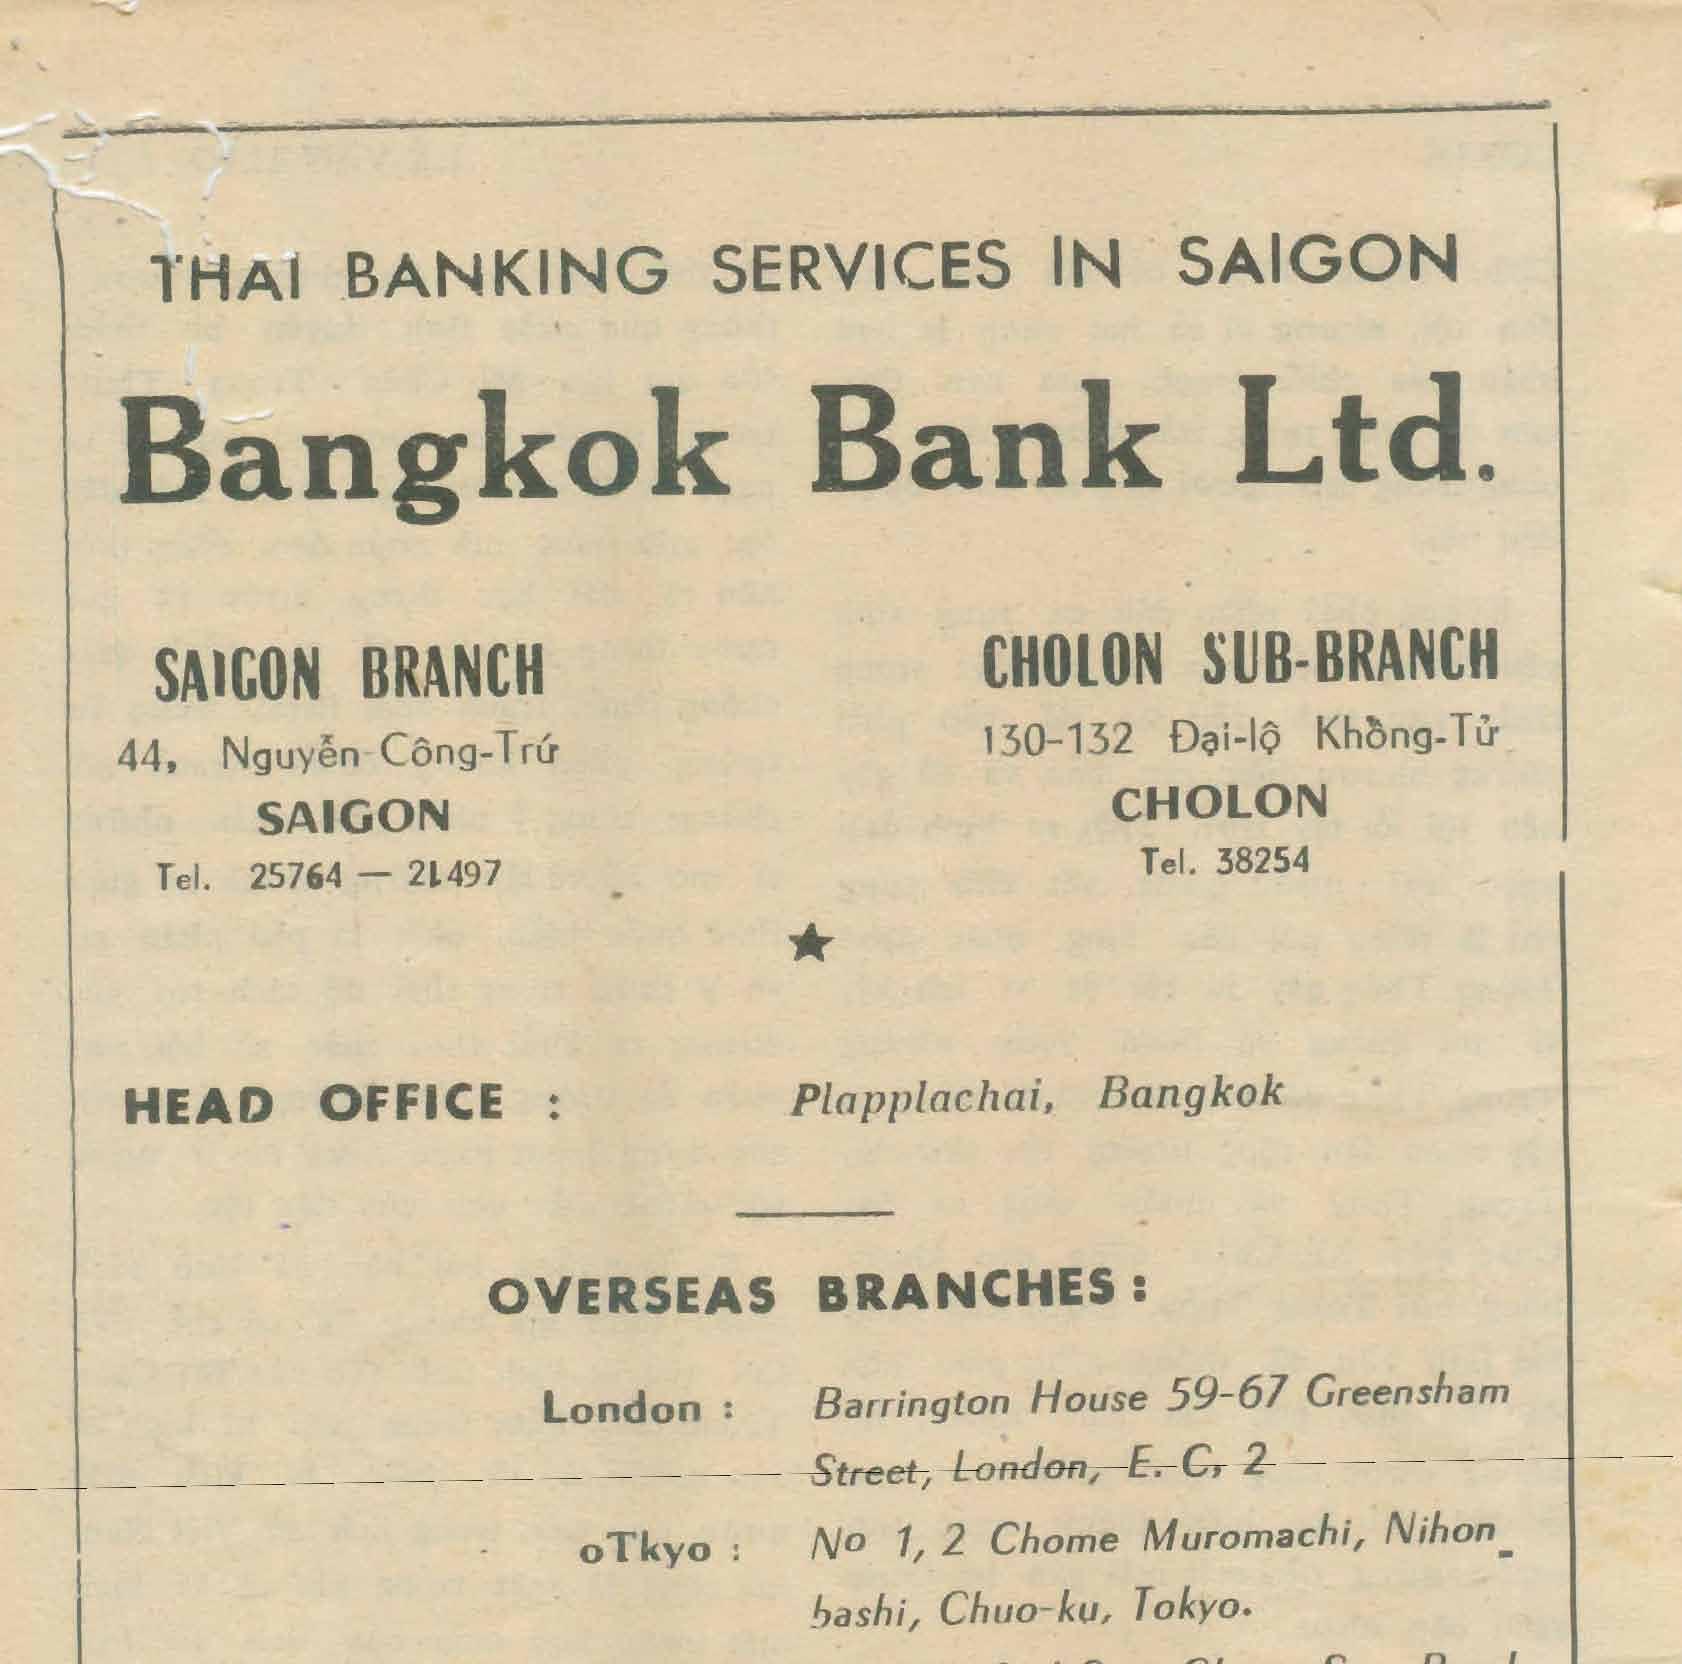 THAI BANKING SERVICES IN SAIGON
Bangkok Bank Ltd.
SAIGON BRANCH
44, Nguyễn-Công-Trứ
SAIGON
Tel. 25764 — 21497
CHOLON SUB-BRANCH
130-132 Đại-lộ Khồng-Tử
CHOLON
Tel. 38254
HEAD OFFICE : Plapplachai, Bangkok
OVERSEAS BRANCHES :
London : Barrington House 59-67 Greensham
Street, London, E. C, 2
oTkyo : No 1, 2 Chome Muromachi, Nihon-
bashi, Chuo-ku, Tokyo.